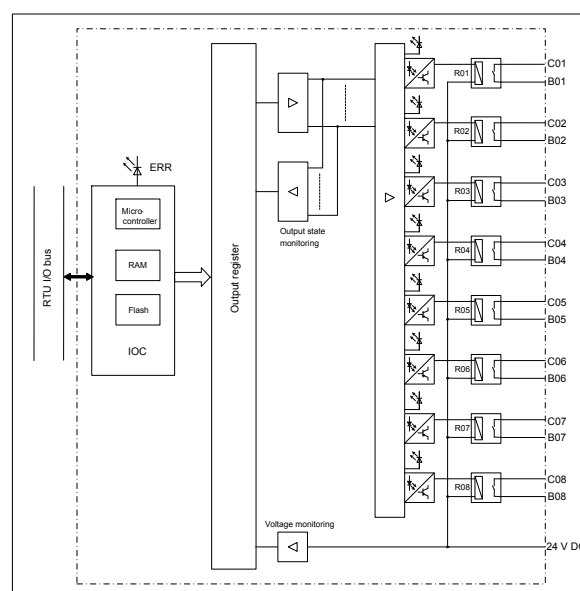 C01
R01
B01
C02
R02
B02
ERR
C03
R03
B03
Micro-
controller
RAM
Flash
IOC
RTU I/O bus
Output register
Output state
monitoring
C04
R04
B04
C05
R05
B05
C06
R06
B06
C07
R07
B07
C08
R08
B08
Voltage monitoring
24 V DC